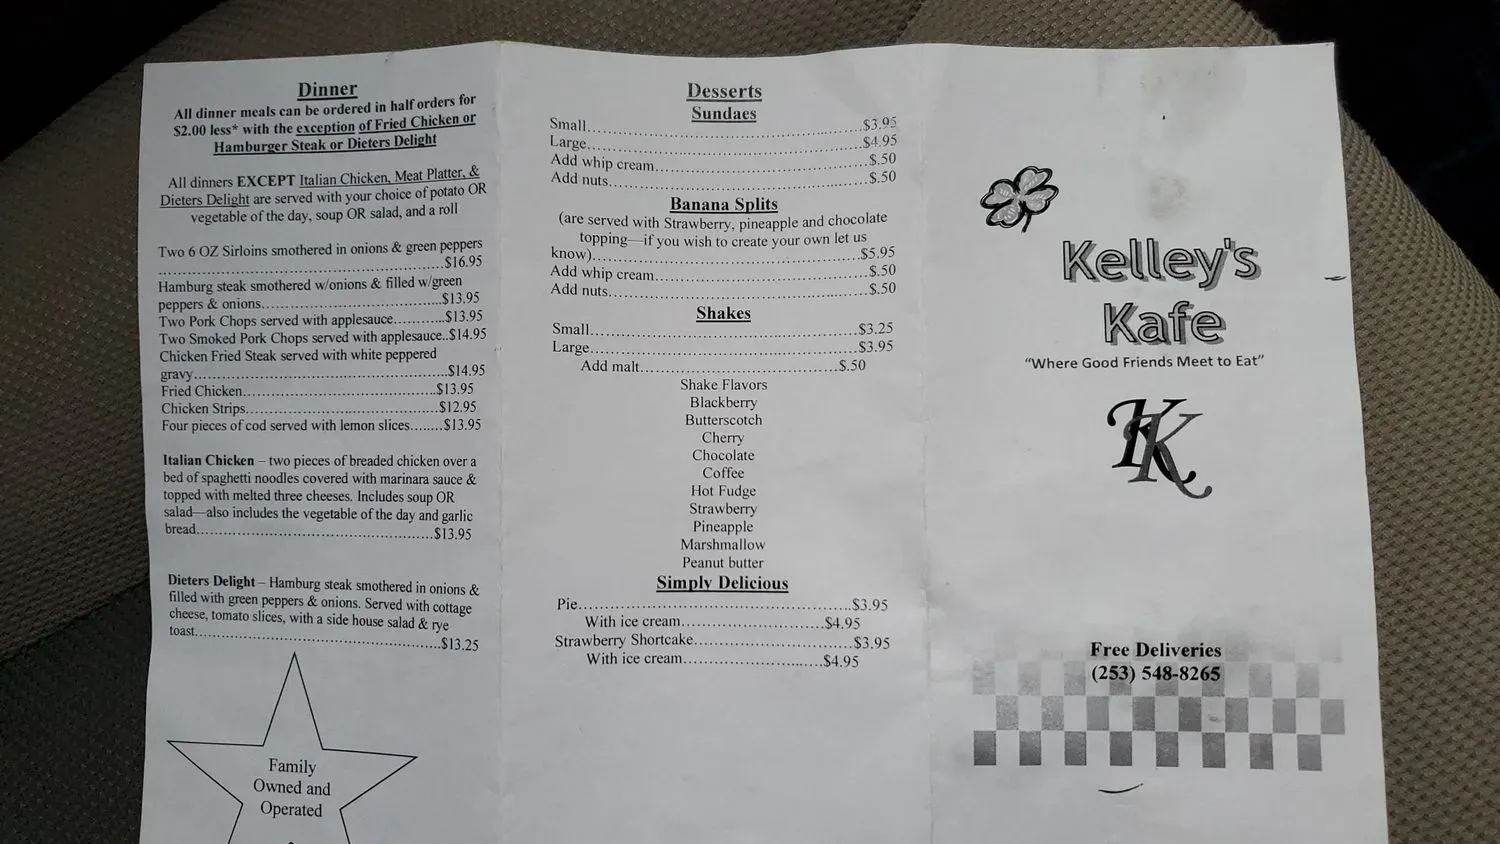 Dinner
All dinner meals can be ordered in half orders for
$2.00 less* with the exception of Fried Chicken or
Hamburger Steak or Dieters Delight
All dinners EXCEPT Italian Chicken, Meat Platter, &
Dieters Delight are served with your choice of potato OR
vegetable of the day, soup OR salad, and a roll
Two 6 OZ Sirloins smothered in onions & green peppers
........................................................$16.95
Hamburg steak smothered w/onions & filled w/green
peppers & onions...................................$13.95
Two Pork Chops served with applesauce..........$13.95
Two Smoked Pork Chops served with applesauce..$14.95
Chicken Fried Steak served with white peppered
gravy..................................................$14.95
Fried Chicken.......................................$13.95
Chicken Strips.......................................$12.95
Four pieces of cod served with lemon slices.......$13.95
Italian Chicken – two pieces of breaded chicken over a
bed of spaghetti noodles covered with marinara sauce &
topped with melted three cheeses. Includes soup OR
salad—also includes the vegetable of the day and garlic
bread................................................$13.95
Dieters Delight – Hamburg steak smothered in onions &
filled with green peppers & onions. Served with cottage
cheese, tomato slices, with a side house salad & rye
toast..................................................$13.25
Family
Owned and
Operated
Desserts
Sundaes
Small.......................................................$3.95
Large.......................................................$4.95
Add whip cream...........................................$.50
Add nuts....................................................$.50
Banana Splits
(are served with Strawberry, pineapple and chocolate
topping—if you wish to create your own let us
know)......................................................$5.95
Add whip cream...........................................$.50
Add nuts....................................................$.50
Shakes
Small......................................................$3.25
Large......................................................$3.95
Add malt........................................$.50
Shake Flavors
Blackberry
Butterscotch
Cherry
Chocolate
Coffee
Hot Fudge
Strawberry
Pineapple
Marshmallow
Peanut butter
Simply Delicious
Pie.......................................................$3.95
With ice cream.............................$4.95
Strawberry Shortcake................................$3.95
With ice cream.............................$4.95
Kelley's
Kafe
"Where Good Friends Meet to Eat"
KK
Free Deliveries
(253) 548-8265